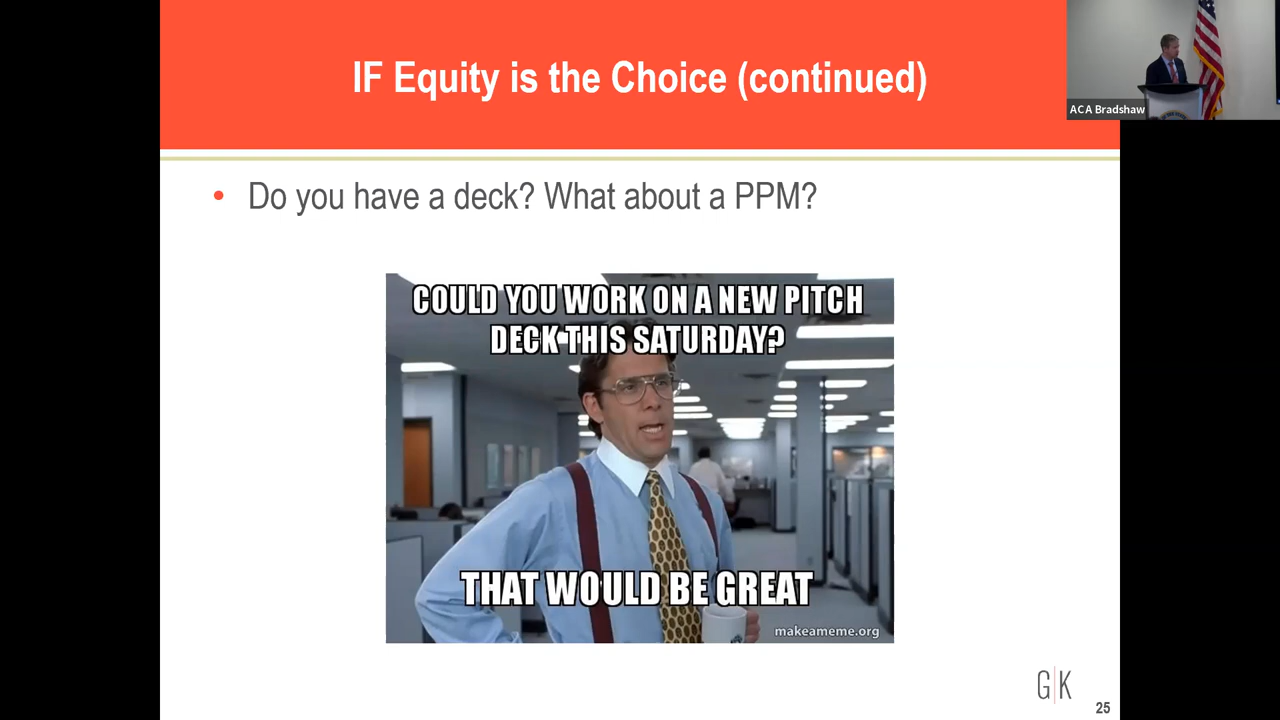 IF Equity is the Choice (continued)
ACA Bradshaw
• Do you have a deck? What about a PPM?
COULD YOU WORK ON A NEW PITCH
DECK THIS SATURDAY?
THAT WOULD BE GREAT
makeameme.org
G|K
25